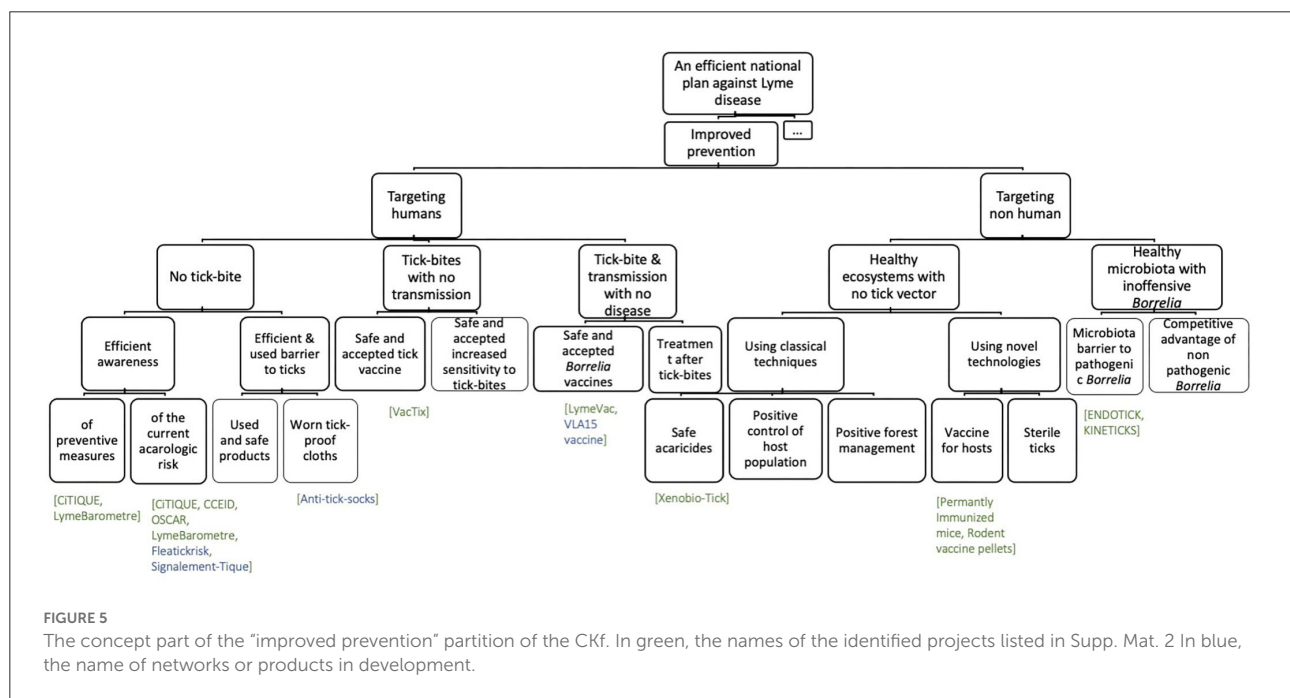 An efficient national
plan against Lyme
disease
...
Improved
prevention
Targeting
humans
Targeting
non human
No tick-bite
Tick-bites
with no
transmission
Tick-bite &
transmission
with no
disease
Healthy
ecosystems with
no tick vector
Healthy
microbiota with
inoffensive
Borrelia
Efficient
awareness
Efficient &
used barrier
to ticks
Safe and
accepted tick
vaccine
Safe and
accepted
increased
sensitivity to
tick-bites
Safe and
accepted
Borrelia
vaccines
Treatmen
t after
tick-bites
Using classical
techniques
Using novel
technologies
Microbiota
barrier to
pathogeni
c Borrelia
Competitive
advantage of
non
pathogenic
Borrelia
of
preventive
measures
of the
current
acarologic
risk
Used
and safe
products
Worn tick-
proof
cloths
[VacTix]
[LymeVac,
VLA15
vaccine]
Safe
acaricides
Positive
control of
host
population
Positive forest
management
Vaccine
for hosts
Sterile
ticks
[ENDOTICK,
KINETICKS]
[CiTIQUE,
LymeBarometre]
[CiTIQUE, CCEID,
OSCAR,
LymeBarometre,
Fleatickrisk,
Signalement-Tique]
[Anti-tick-socks]
[Xenobio-Tick]
[Permantly
Immunized
mice, Rodent
vaccine pellets]
FIGURE 5
The concept part of the "improved prevention" partition of the CKf. In green, the names of the identified projects listed in Supp. Mat. 2 In blue,
the name of networks or products in development.